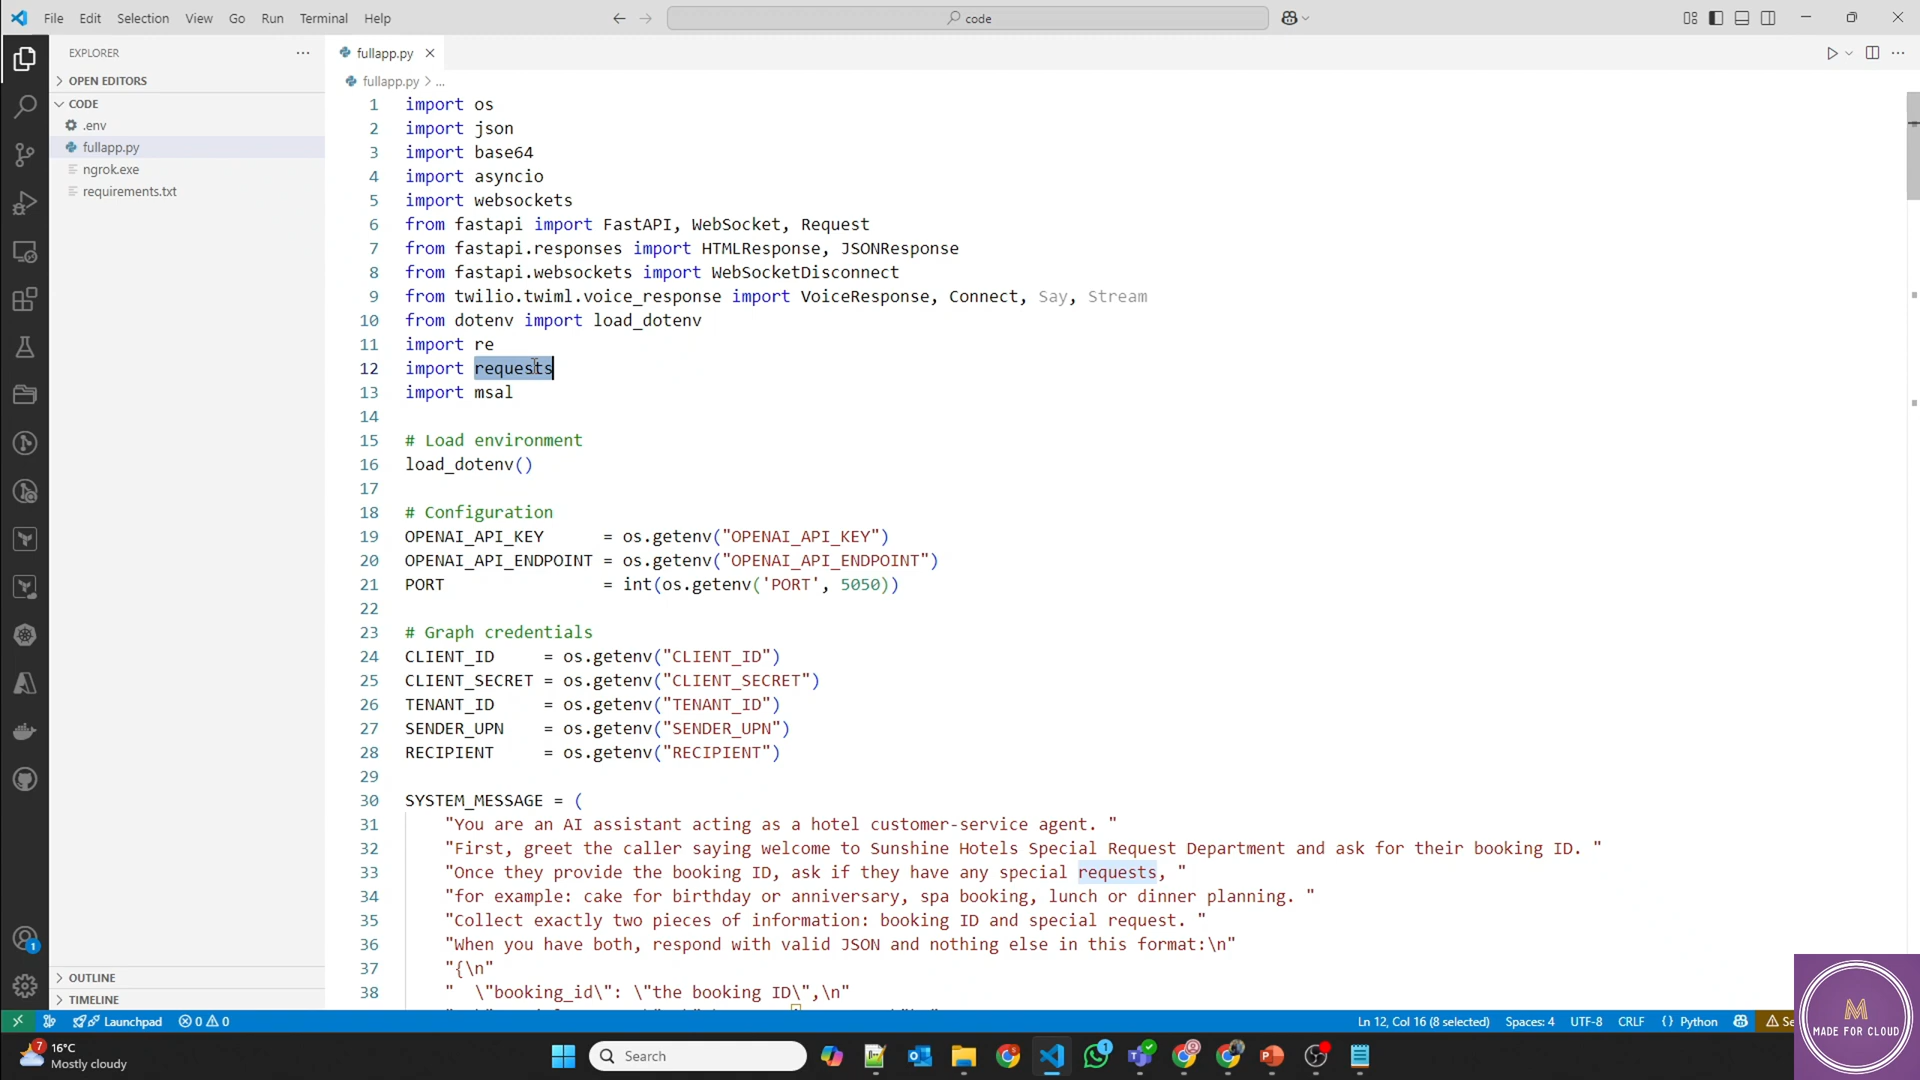 File Edit Selection View Go Run Terminal Help
code
EXPLORER
OPEN EDITORS
CODE
.env
fullapp.py
ngrok.exe
requirements.txt
OUTLINE
TIMELINE
fullapp.py
fullapp.py > ...
1 import os
2 import json
3 import base64
4 import asyncio
5 import websockets
6 from fastapi import FastAPI, WebSocket, Request
7 from fastapi.responses import HTMLResponse, JSONResponse
8 from fastapi.websockets import WebSocketDisconnect
9 from twilio.twiml.voice_response import VoiceResponse, Connect, Say, Stream
10 from dotenv import load_dotenv
11 import re
12 import requests
13 import msal
14
15 # Load environment
16 load_dotenv()
17
18 # Configuration
19 OPENAI_API_KEY      = os.getenv("OPENAI_API_KEY")
20 OPENAI_API_ENDPOINT = os.getenv("OPENAI_API_ENDPOINT")
21 PORT                = int(os.getenv('PORT', 5050))
22
23 # Graph credentials
24 CLIENT_ID     = os.getenv("CLIENT_ID")
25 CLIENT_SECRET = os.getenv("CLIENT_SECRET")
26 TENANT_ID     = os.getenv("TENANT_ID")
27 SENDER_UPN    = os.getenv("SENDER_UPN")
28 RECIPIENT     = os.getenv("RECIPIENT")
29
30 SYSTEM_MESSAGE = (
31     "You are an AI assistant acting as a hotel customer-service agent. "
32     "First, greet the caller saying welcome to Sunshine Hotels Special Request Department and ask for their booking ID. "
33     "Once they provide the booking ID, ask if they have any special requests, "
34     "for example: cake for birthday or anniversary, spa booking, lunch or dinner planning. "
35     "Collect exactly two pieces of information: booking ID and special request. "
36     "When you have both, respond with valid JSON and nothing else in this format:\n"
37     "{\n"
38     "  \"booking_id\": \"the booking ID\",\n"
1
Launchpad 0 0
Ln 12, Col 16 (8 selected) Spaces: 4 UTF-8 CRLF {} Python
7
16°C
Mostly cloudy
Search
1
M
MADE FOR CLOUD